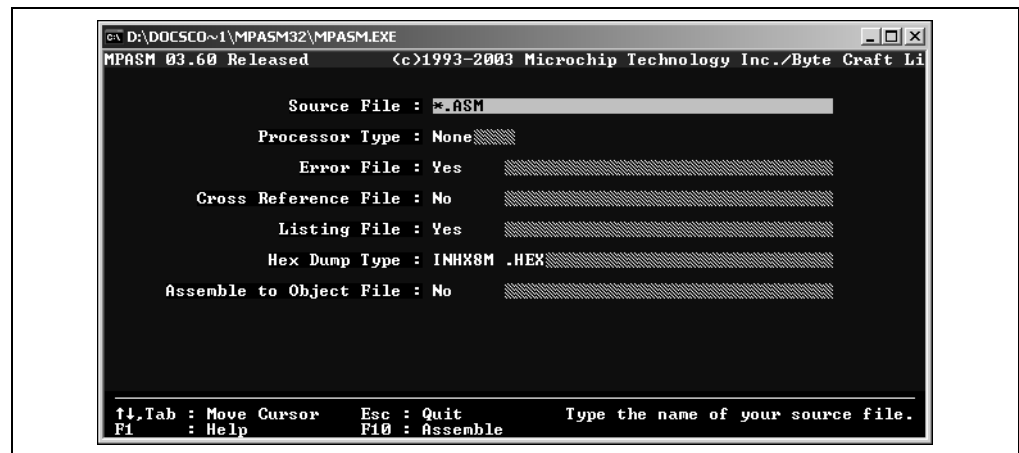 D:\DOCSCO~1\MPASM32\MPASM.EXE
MPASM 03.60 Released (c)1993-2003 Microchip Technology Inc./Byte Craft Li
Source File : *.ASM
Processor Type : None
Error File : Yes
Cross Reference File : No
Listing File : Yes
Hex Dump Type : INHX8M .HEX
Assemble to Object File : No
↑↓,Tab : Move Cursor Esc : Quit Type the name of your source file.
F1 : Help F10 : Assemble